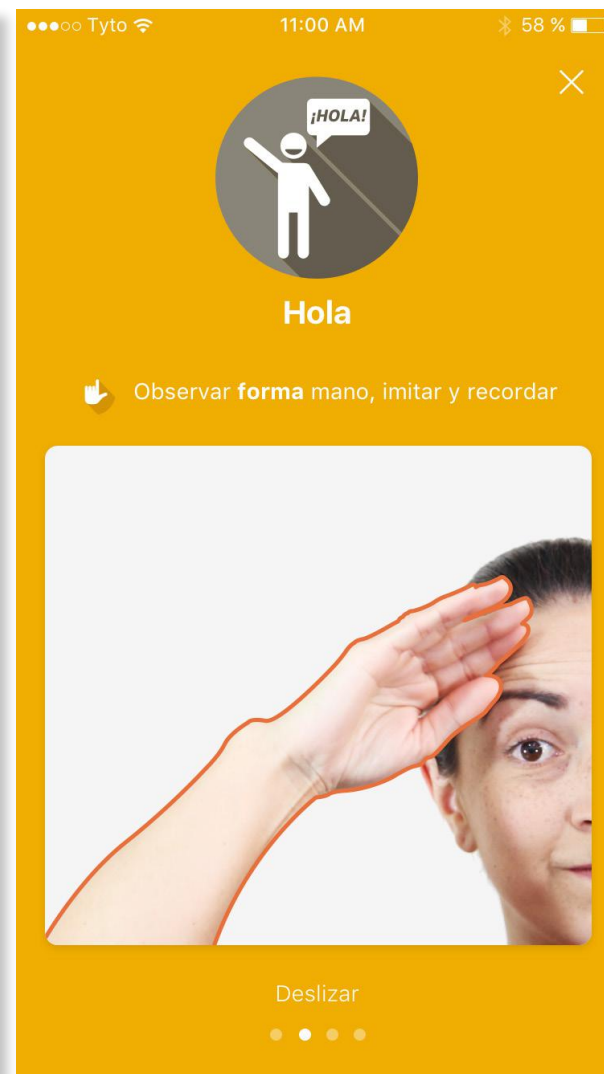 Tyto 11:00 AM 58 %
¡HOLA!
Hola
Observar forma mano, imitar y recordar
Deslizar